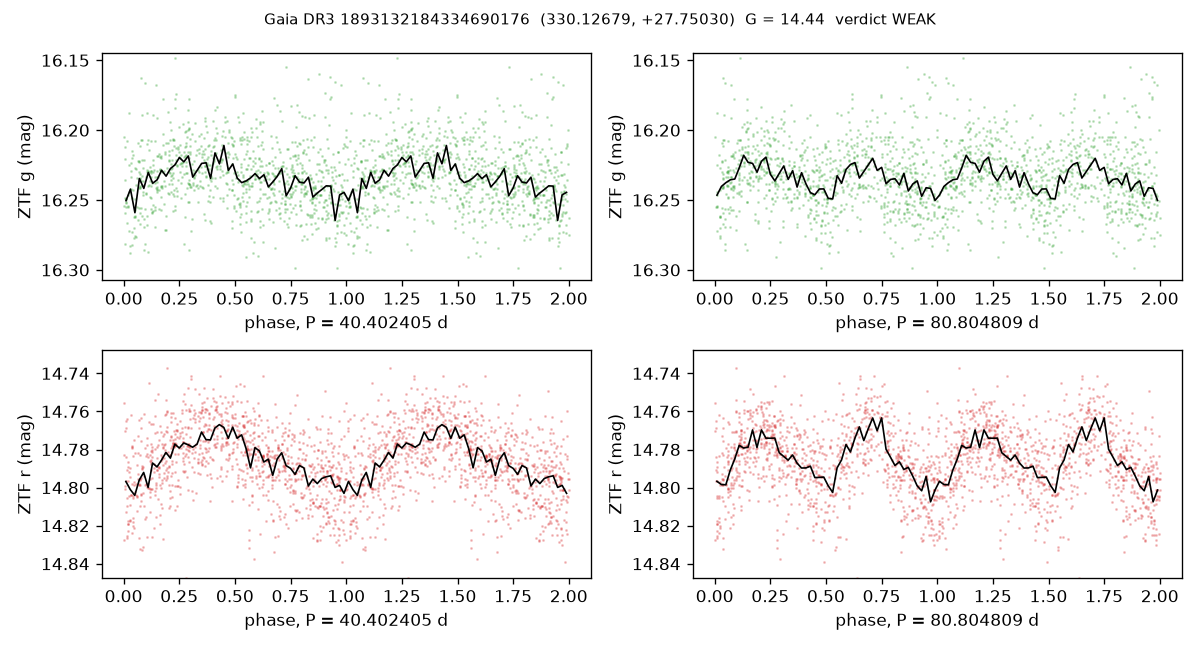 Gaia DR3 1893132184334690176  (330.12679, +27.75030)  G = 14.44  verdict WEAK
16.15
16.20
16.25
16.30
ZTF g (mag)
0.00 0.25 0.50 0.75 1.00 1.25 1.50 1.75 2.00
phase, P = 40.402405 d
16.15
16.20
16.25
16.30
ZTF g (mag)
0.00 0.25 0.50 0.75 1.00 1.25 1.50 1.75 2.00
phase, P = 80.804809 d
14.74
14.76
14.78
14.80
14.82
14.84
ZTF r (mag)
0.00 0.25 0.50 0.75 1.00 1.25 1.50 1.75 2.00
phase, P = 40.402405 d
14.74
14.76
14.78
14.80
14.82
14.84
ZTF r (mag)
0.00 0.25 0.50 0.75 1.00 1.25 1.50 1.75 2.00
phase, P = 80.804809 d